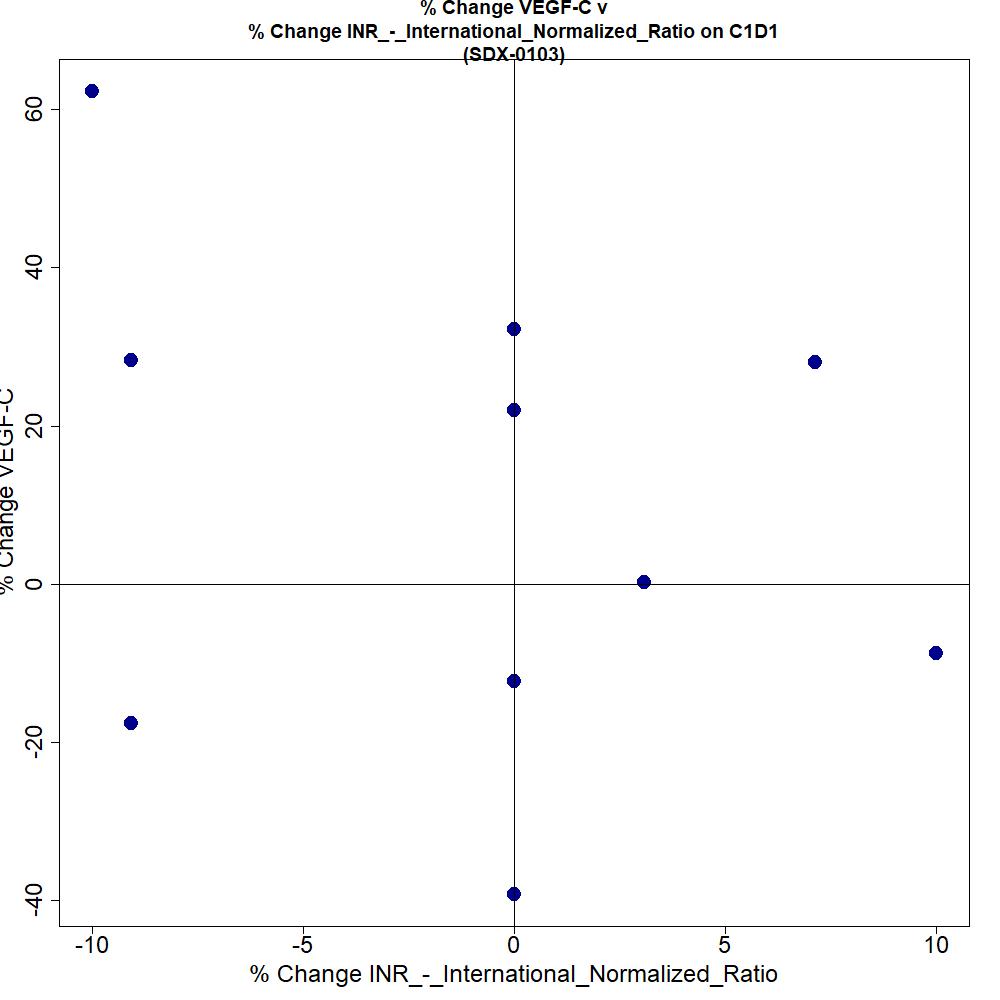 % Change VEGF-C v
% Change INR_-_International_Normalized_Ratio on C1D1
(SDX-0103)
60
40
20
0
-20
-40
% Change VEGF-C
-10
-5
0
5
10
% Change INR_-_International_Normalized_Ratio